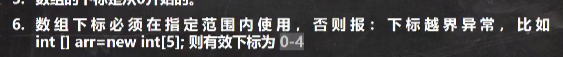 6. 数组下标必须在指定范围内使用，否则报：下标越界异常，比如
int [] arr=new int[5]; 则有效下标为 0-4